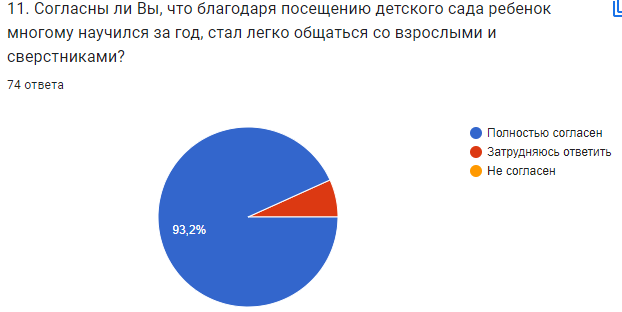 11. Согласны ли Вы, что благодаря посещению детского сада ребенок
многому научился за год, стал легко общаться со взрослыми и
сверстниками?
74 ответа
Полностью согласен
Затрудняюсь ответить
Не согласен
93,2%